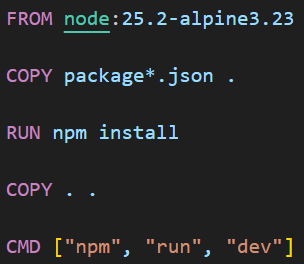 FROM node:25.2-alpine3.23
COPY package*.json .
RUN npm install
COPY . .
CMD ["npm", "run", "dev"]